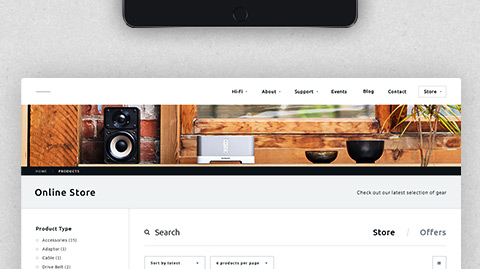 Hi-Fi About Support Events Blog Contact Store
HOME / PRODUCTS
Online Store
Check out our latest selection of gear
Product Type
Search
Store / Offers
Accessories (15)
Adaptor (1)
Cable (1)
Drive Belt (2)
Sort by latest
6 products per page